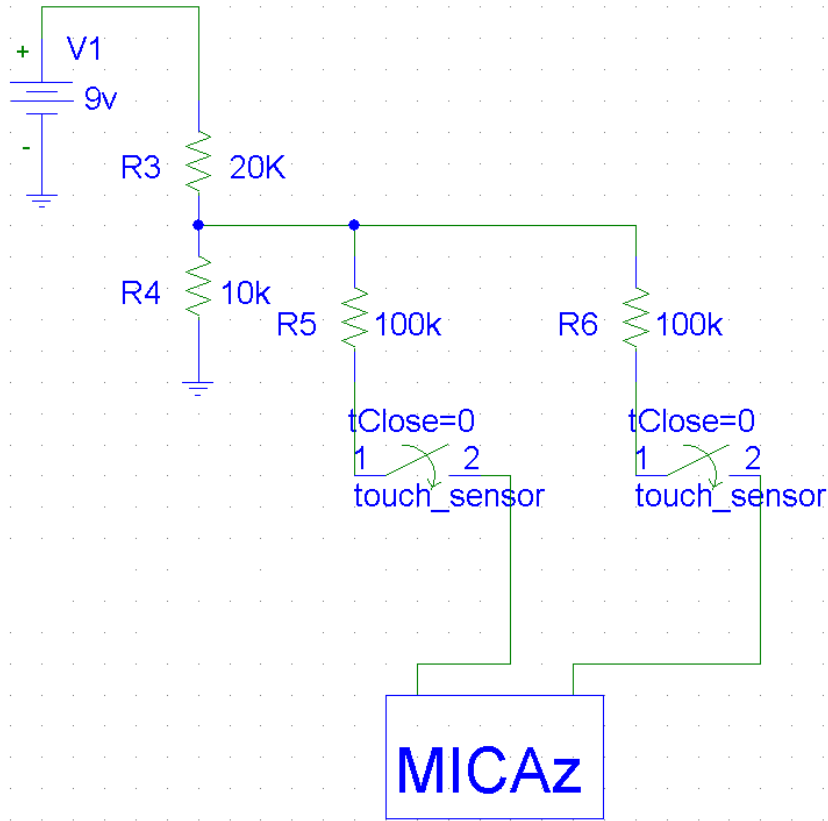 + V1
9v
-
R3 20K
R4 10k
R5 100k
R6 100k
tClose=0
1 2
touch_sensor
tClose=0
1 2
touch_sensor
MICAz